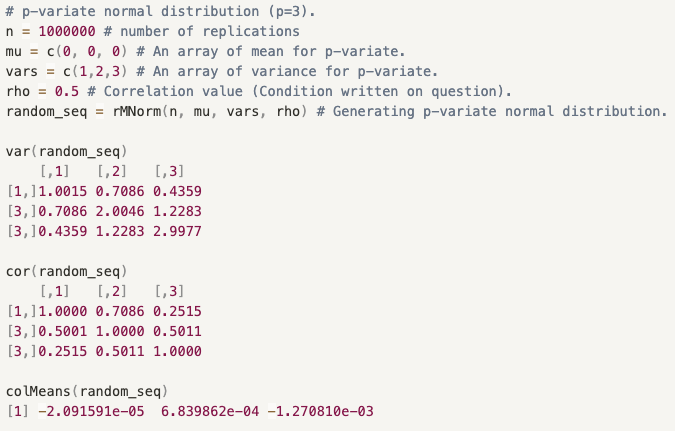 # p-variate normal distribution (p=3).
n = 1000000 # number of replications
mu = c(0, 0, 0) # An array of mean for p-variate.
vars = c(1,2,3) # An array of variance for p-variate.
rho = 0.5 # Correlation value (Condition written on question).
random_seq = rMNorm(n, mu, vars, rho) # Generating p-variate normal distribution.
var(random_seq)
[,1] [,2] [,3]
[1,]1.0015 0.7086 0.4359
[3,]0.7086 2.0046 1.2283
[3,]0.4359 1.2283 2.9977
cor(random_seq)
[,1] [,2] [,3]
[1,]1.0000 0.7086 0.2515
[3,]0.5001 1.0000 0.5011
[3,]0.2515 0.5011 1.0000
colMeans(random_seq)
[1] -2.091591e-05 6.839862e-04 -1.270810e-03